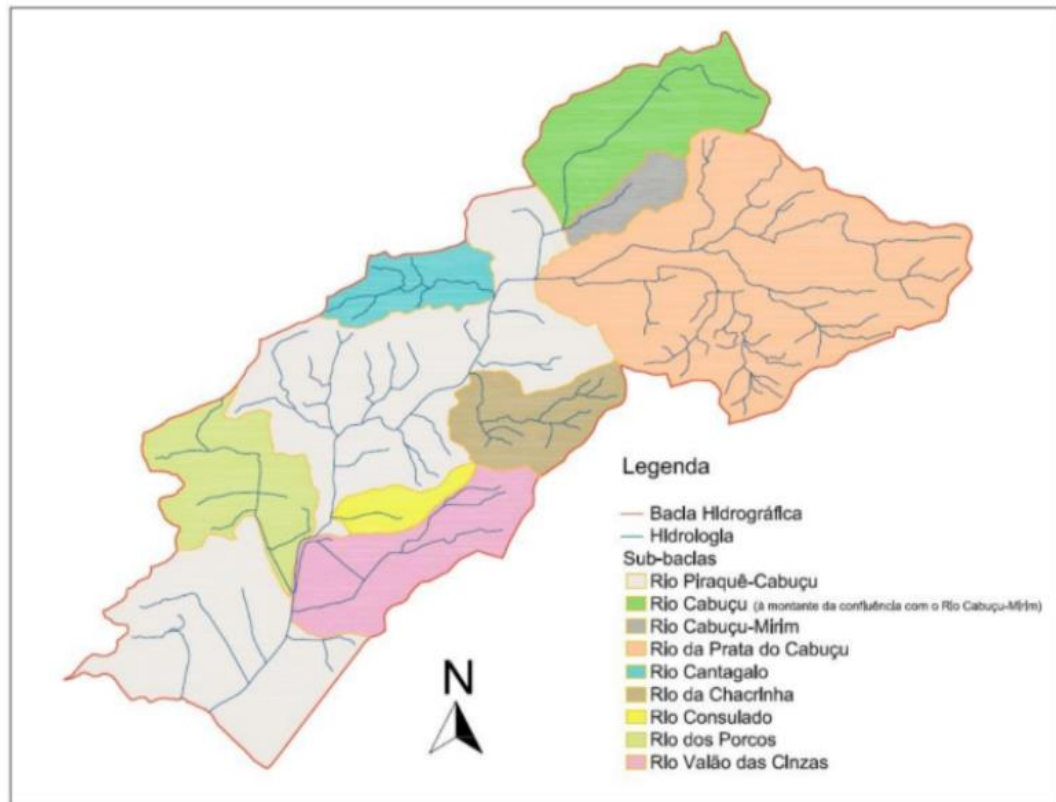 N
Legenda
Bacia Hidrográfica
Hidrologia
Sub-bacias
Rio Piraquê-Cabuçu
Rio Cabuçu (à montante da confluência com o Rio Cabuçu-Mirim)
Rio Cabuçu-Mirim
Rio da Prata do Cabuçu
Rio Cantagalo
Rio da Chacrinha
Rio Consulado
Rio dos Porcos
Rio Valão das Cinzas